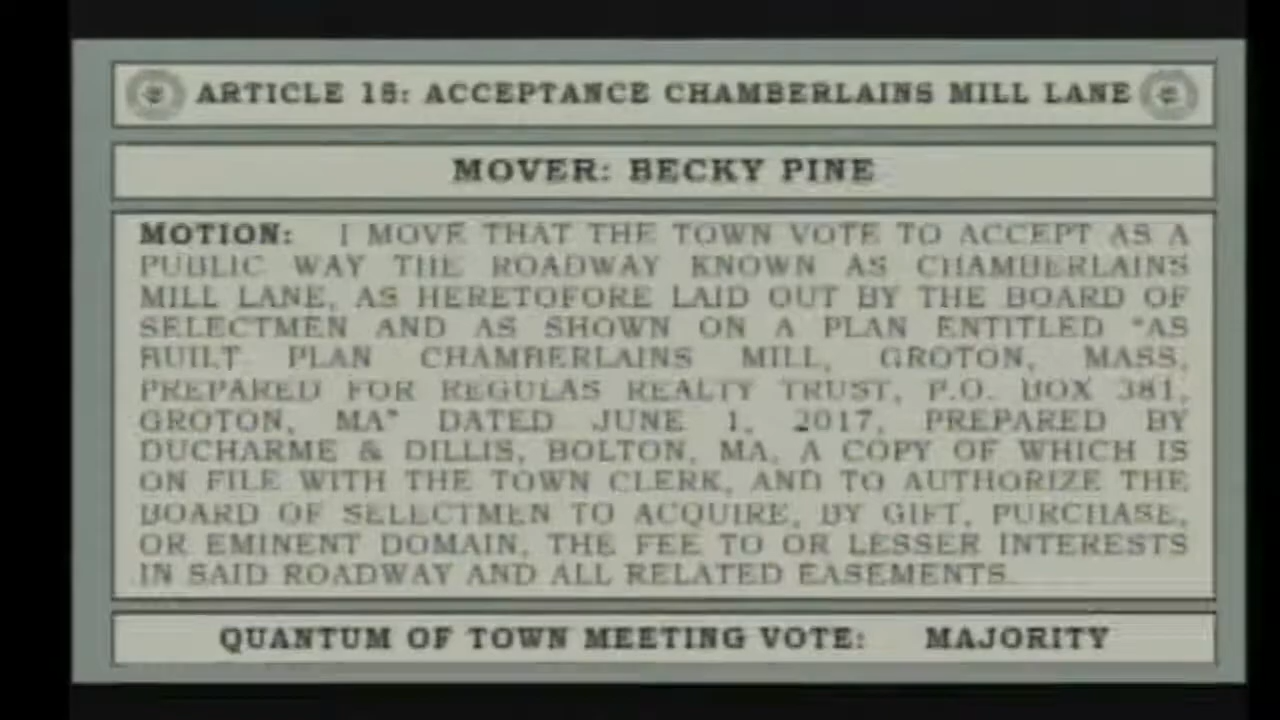 ARTICLE 18: ACCEPTANCE CHAMBERLAINS MILL LANE
MOVER: BECKY PINE
MOTION: I MOVE THAT THE TOWN VOTE TO ACCEPT AS A
PUBLIC WAY THE ROADWAY KNOWN AS CHAMBERLAINS
MILL LANE, AS HERETOFORE LAID OUT BY THE BOARD OF
SELECTMEN AND AS SHOWN ON A PLAN ENTITLED "AS
BUILT PLAN CHAMBERLAINS MILL, GROTON, MASS,
PREPARED FOR REGULAS REALTY TRUST, P.O. BOX 381,
GROTON, MA" DATED JUNE 1, 2017, PREPARED BY
DUCHARME & DILLIS, BOLTON, MA, A COPY OF WHICH IS
ON FILE WITH THE TOWN CLERK, AND TO AUTHORIZE THE
BOARD OF SELECTMEN TO ACQUIRE, BY GIFT, PURCHASE,
OR EMINENT DOMAIN, THE FEE TO OR LESSER INTERESTS
IN SAID ROADWAY AND ALL RELATED EASEMENTS.
QUANTUM OF TOWN MEETING VOTE: MAJORITY